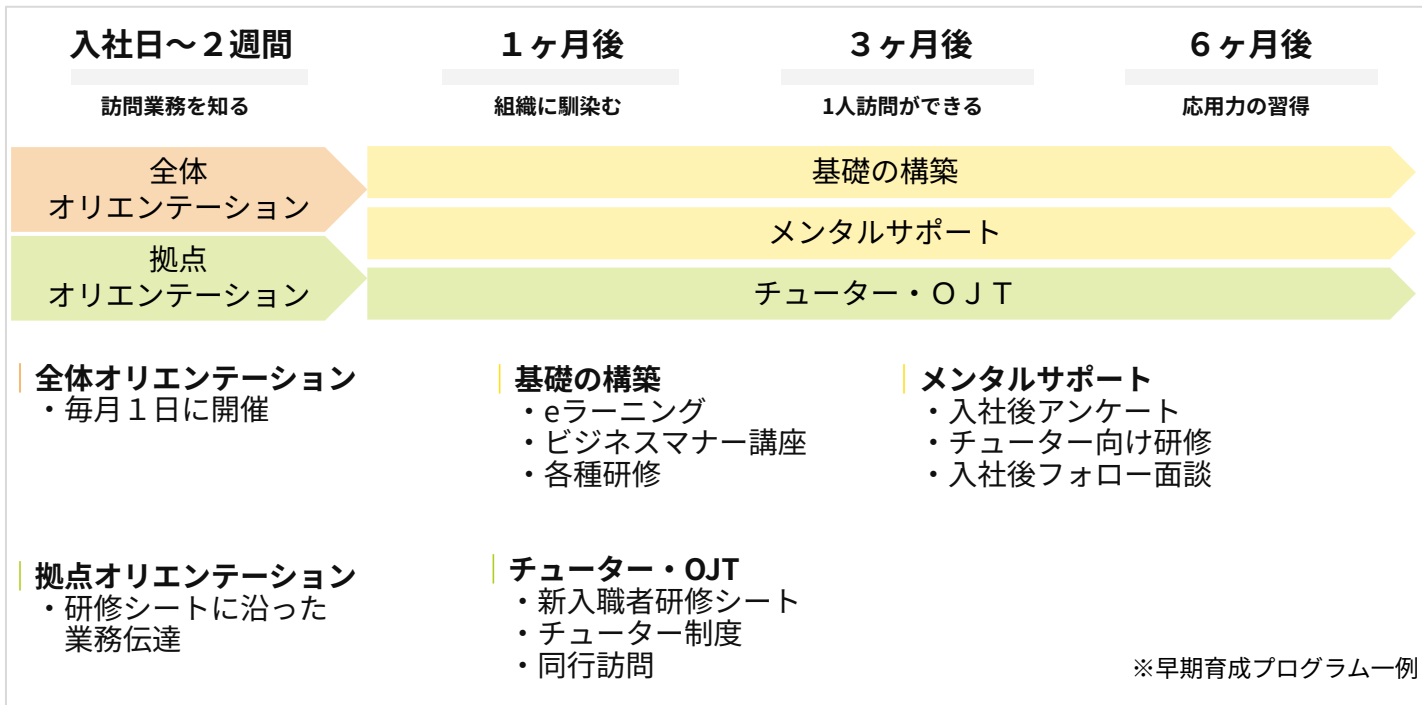 入社日～２週間
１ヶ月後
３ヶ月後
６ヶ月後
訪問業務を知る
組織に馴染む
1人訪問ができる
応用力の習得
全体
オリエンテーション
拠点
オリエンテーション
基礎の構築
メンタルサポート
チューター・ＯＪＴ
全体オリエンテーション
・毎月１日に開催
基礎の構築
・eラーニング
・ビジネスマナー講座
・各種研修
メンタルサポート
・入社後アンケート
・チューター向け研修
・入社後フォロー面談
拠点オリエンテーション
・研修シートに沿った
業務伝達
チューター・OJT
・新入職者研修シート
・チューター制度
・同行訪問
※早期育成プログラム一例